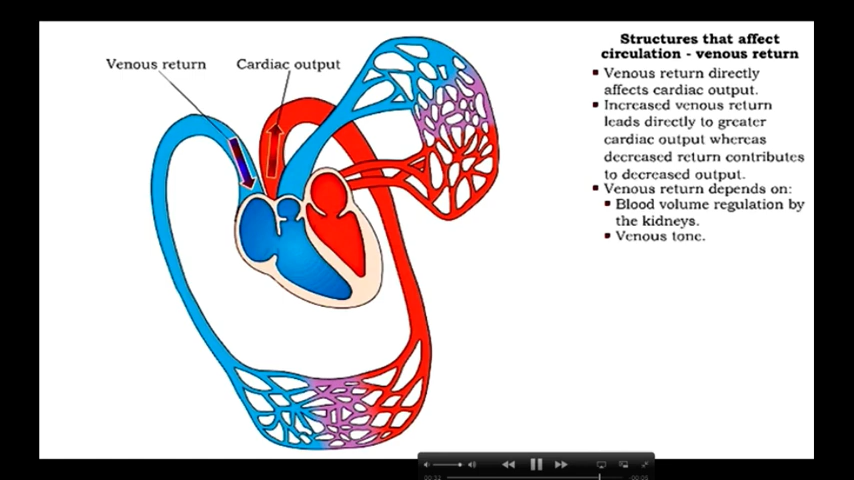 Venous return
Cardiac output
Structures that affect
circulation - venous return
▪ Venous return directly
affects cardiac output.
▪ Increased venous return
leads directly to greater
cardiac output whereas
decreased return contributes
to decreased output.
▪ Venous return depends on:
▪ Blood volume regulation by
the kidneys.
▪ Venous tone.
00:32